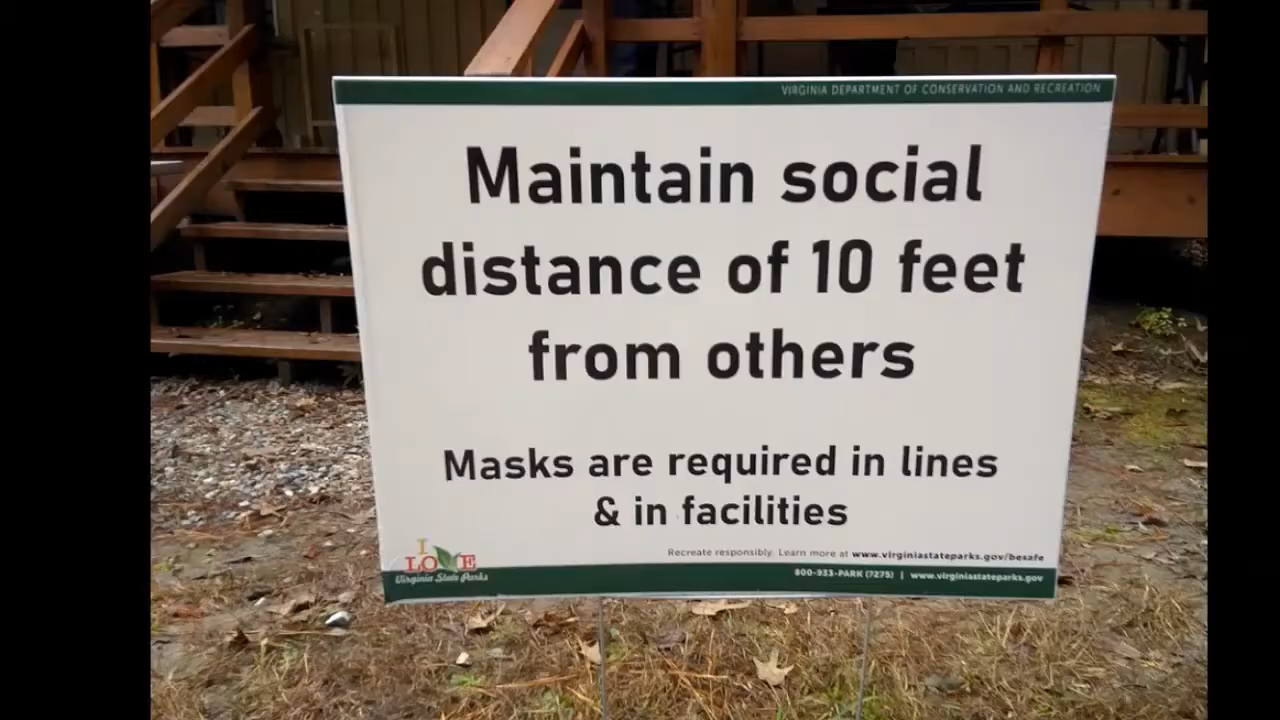 VIRGINIA DEPARTMENT OF CONSERVATION AND RECREATION
Maintain social
distance of 10 feet
from others
Masks are required in lines
& in facilities
Recreate responsibly. Learn more at www.virginiastateparks.gov/besafe
I
LOVE
Virginia State Parks
800-933-PARK (7275) | www.virginiastateparks.gov